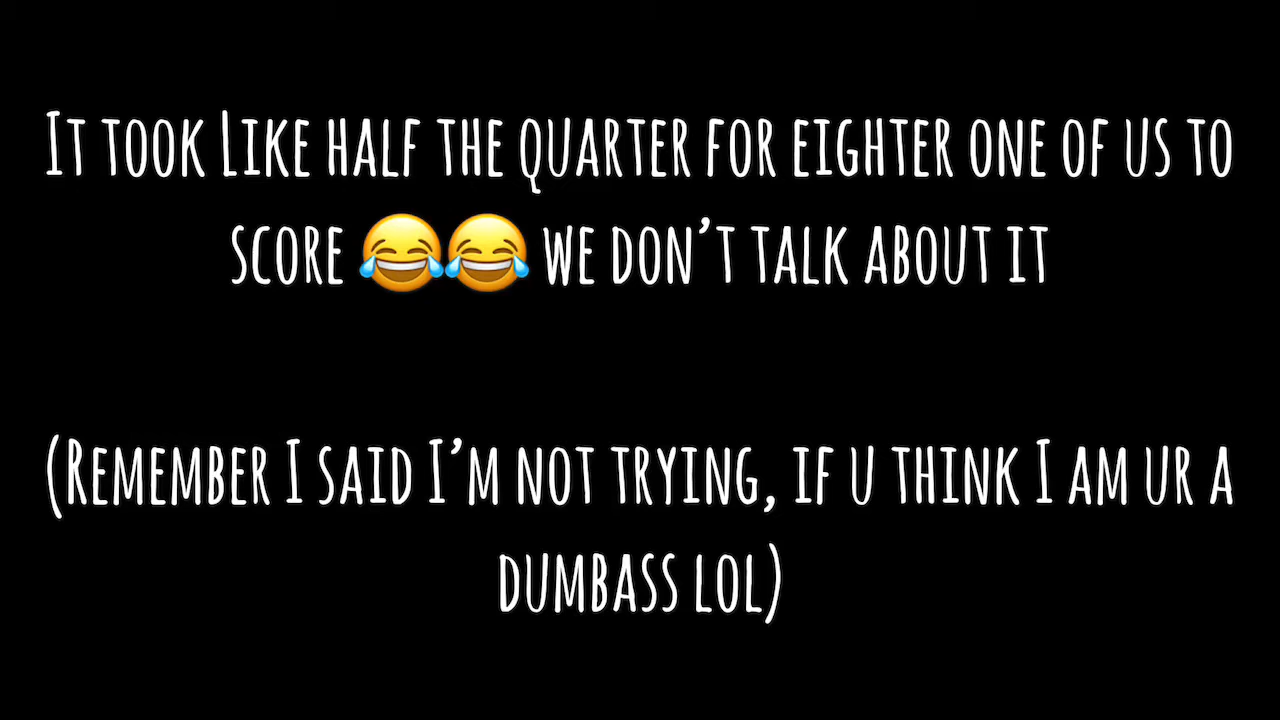 It took Like half the quarter for eighter one of us to
score 😂😂 we don’t talk about it
(Remember I said I’m not trying, if u think I am ur a
dumbass lol)